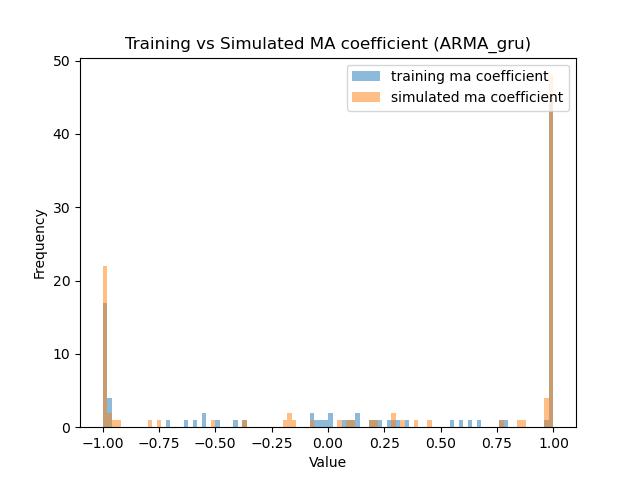 Training vs Simulated MA coefficient (ARMA_gru)
training ma coefficient
simulated ma coefficient
50
40
30
20
10
0
Frequency
−1.00 −0.75 −0.50 −0.25 0.00 0.25 0.50 0.75 1.00
Value